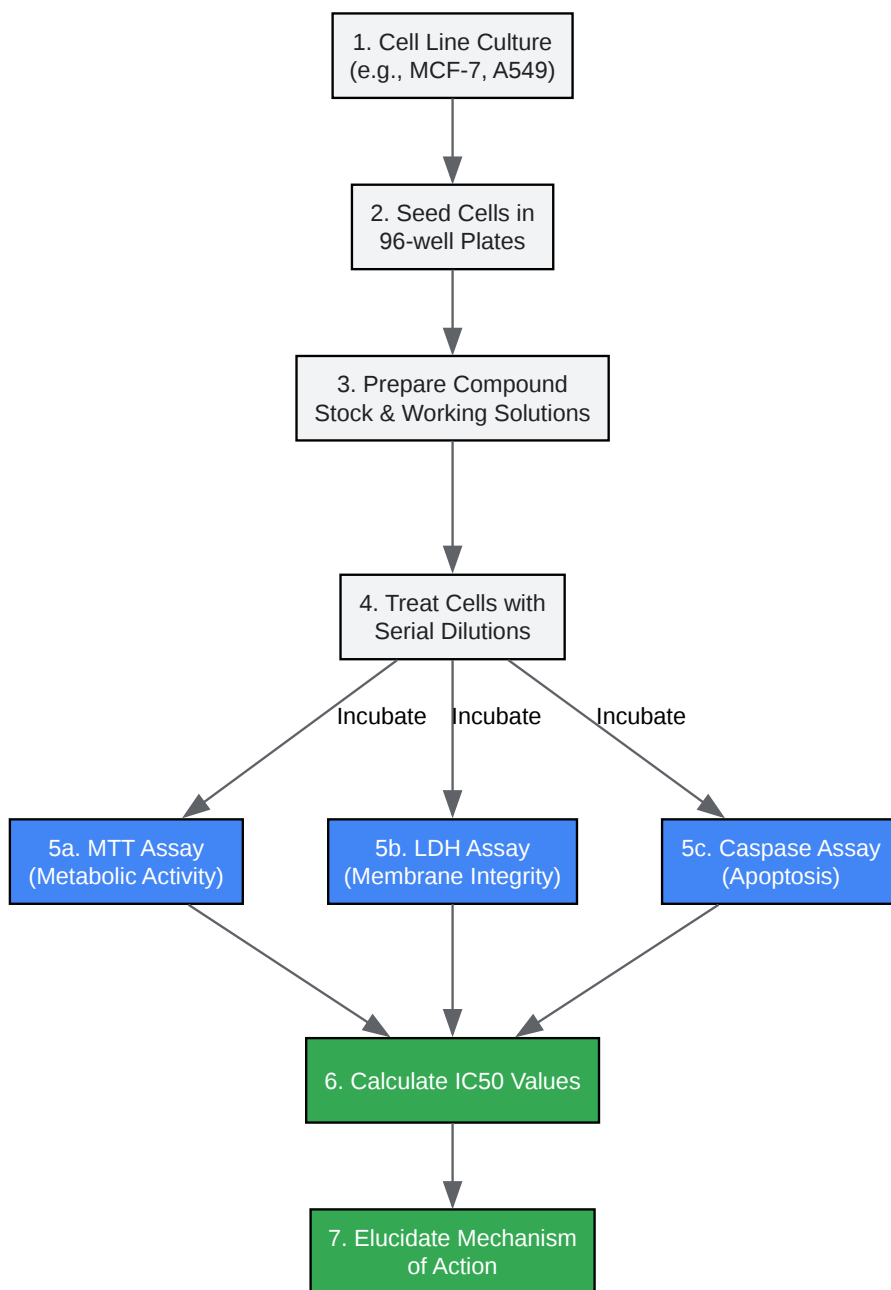 1. Cell Line Culture
(e.g., MCF-7, A549)
2. Seed Cells in
96-well Plates
3. Prepare Compound
Stock & Working Solutions
4. Treat Cells with
Serial Dilutions
Incubate
Incubate
Incubate
5a. MTT Assay
(Metabolic Activity)
5b. LDH Assay
(Membrane Integrity)
5c. Caspase Assay
(Apoptosis)
6. Calculate IC50 Values
7. Elucidate Mechanism
of Action